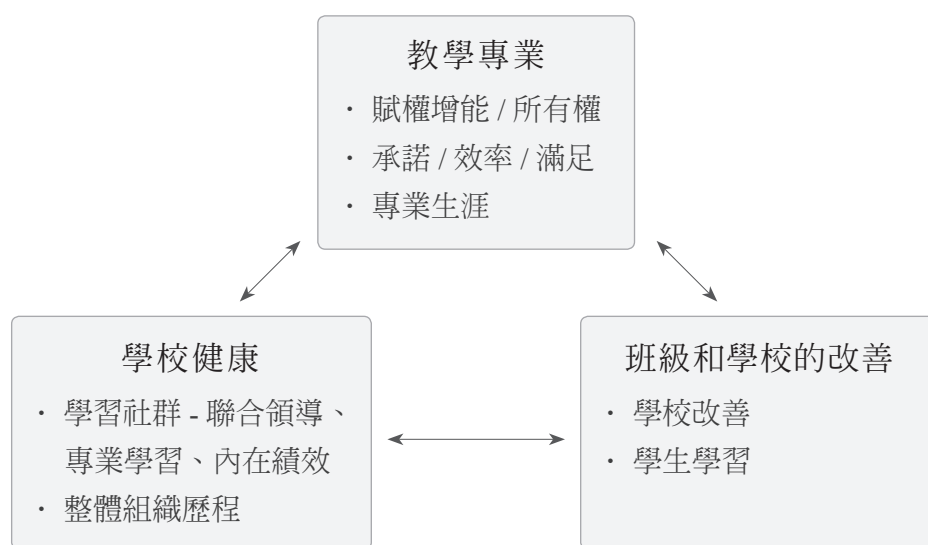 教學專業
· 賦權增能 / 所有權
· 承諾 / 效率 / 滿足
· 專業生涯
學校健康
· 學習社群 - 聯合領導、
專業學習、內在績效
· 整體組織歷程
班級和學校的改善
· 學校改善
· 學生學習